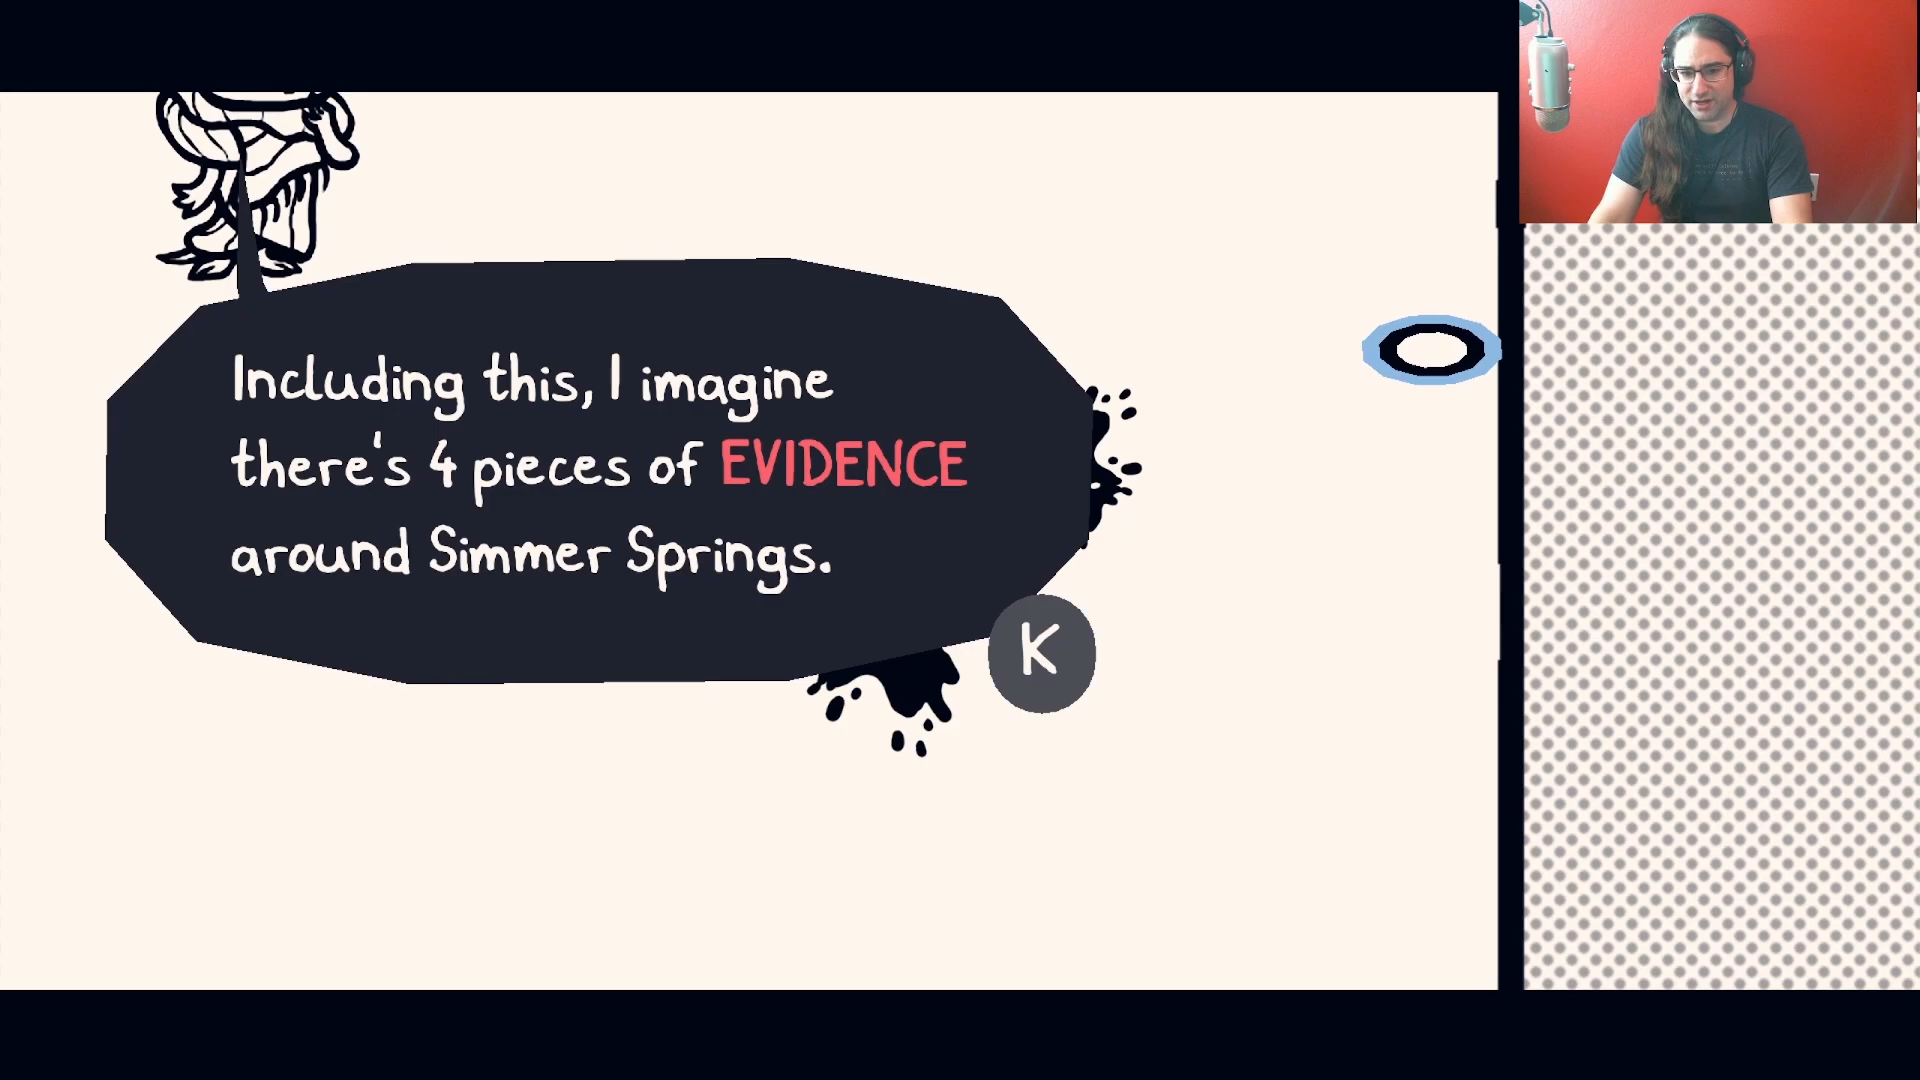 Including this, I imagine
there's 4 pieces of EVIDENCE
around Simmer Springs.
K